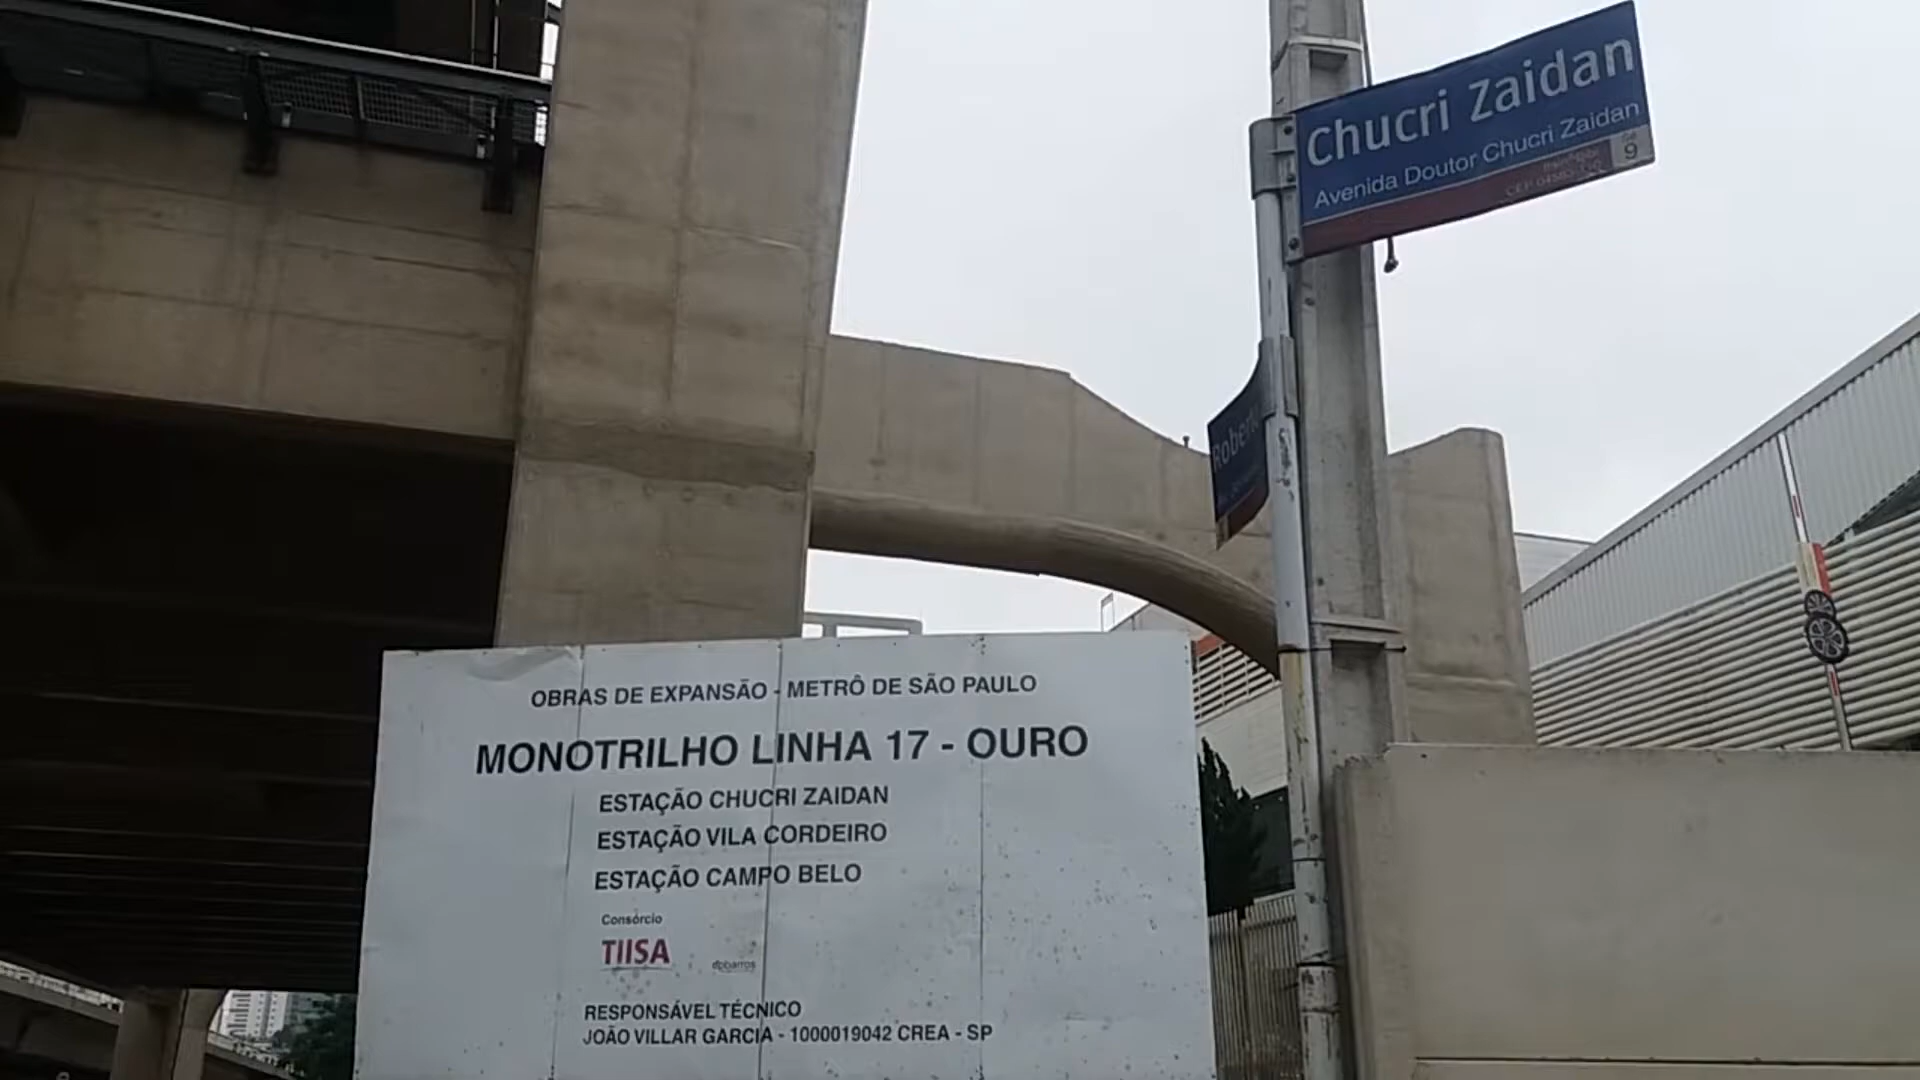 Chucri Zaidan
Avenida Doutor Chucri Zaidan
9
OBRAS DE EXPANSÃO - METRÔ DE SÃO PAULO
MONOTRILHO LINHA 17 - OURO
ESTAÇÃO CHUCRI ZAIDAN
ESTAÇÃO VILA CORDEIRO
ESTAÇÃO CAMPO BELO
Consórcio
TIISA
dpbarros
RESPONSÁVEL TÉCNICO
JOÃO VILLAR GARCIA - 1000019042 CREA - SP